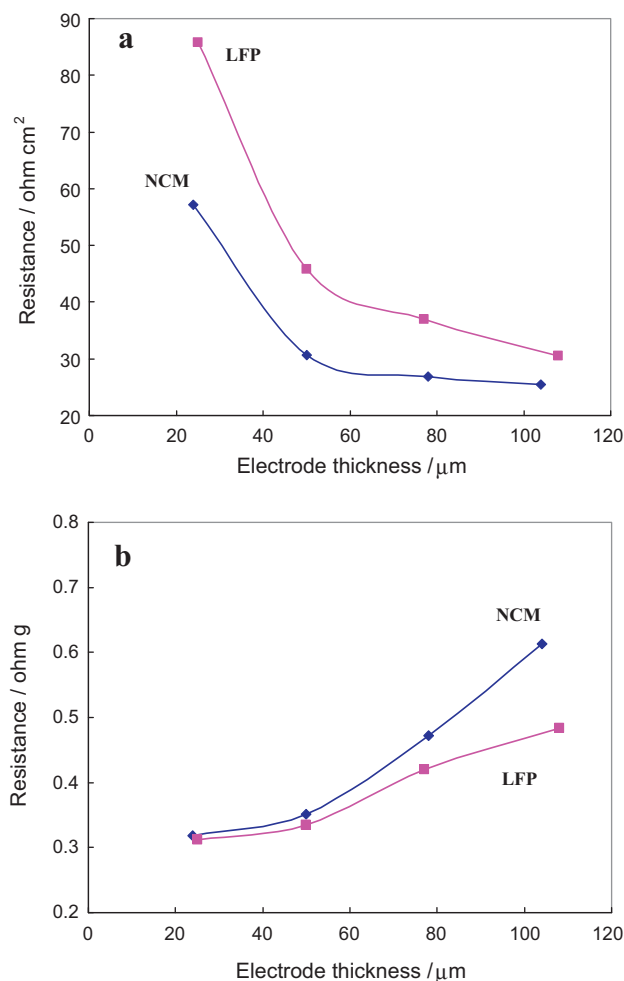 a
LFP
NCM
90
80
70
60
50
40
30
20
0 20 40 60 80 100 120
Resistance / ohm cm²
Electrode thickness /μm
b
NCM
LFP
0.8
0.7
0.6
0.5
0.4
0.3
0.2
0 20 40 60 80 100 120
Resistance / ohm g
Electrode thickness /μm